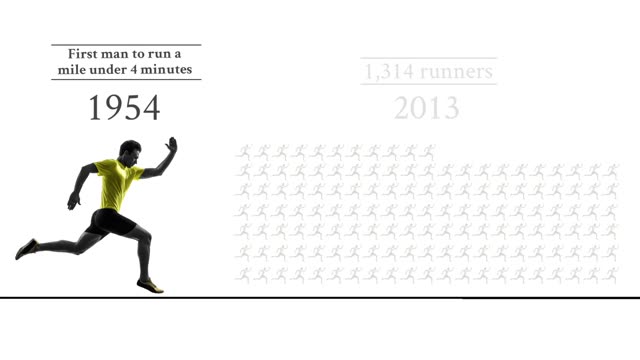 First man to run a
mile under 4 minutes
1954
1,314 runners
2013